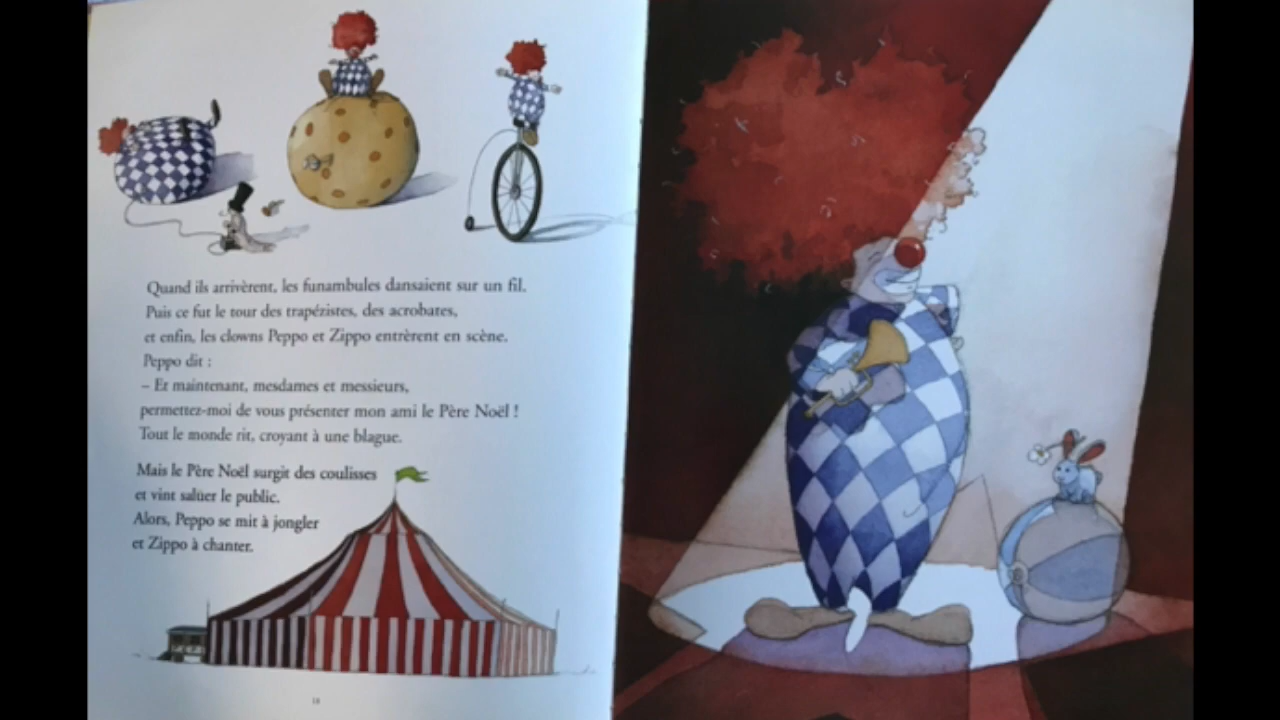 Quand ils arrivèrent, les funambules dansaient sur un fil.
Puis ce fut le tour des trapézistes, des acrobates,
et enfin, les clowns Peppo et Zippo entrèrent en scène.
Peppo dit :
– Et maintenant, mesdames et messieurs,
permettez-moi de vous présenter mon ami le Père Noël !
Tout le monde rit, croyant à une blague.
Mais le Père Noël surgit des coulisses
et vint saluer le public.
Alors, Peppo se mit à jongler
et Zippo à chanter.
18